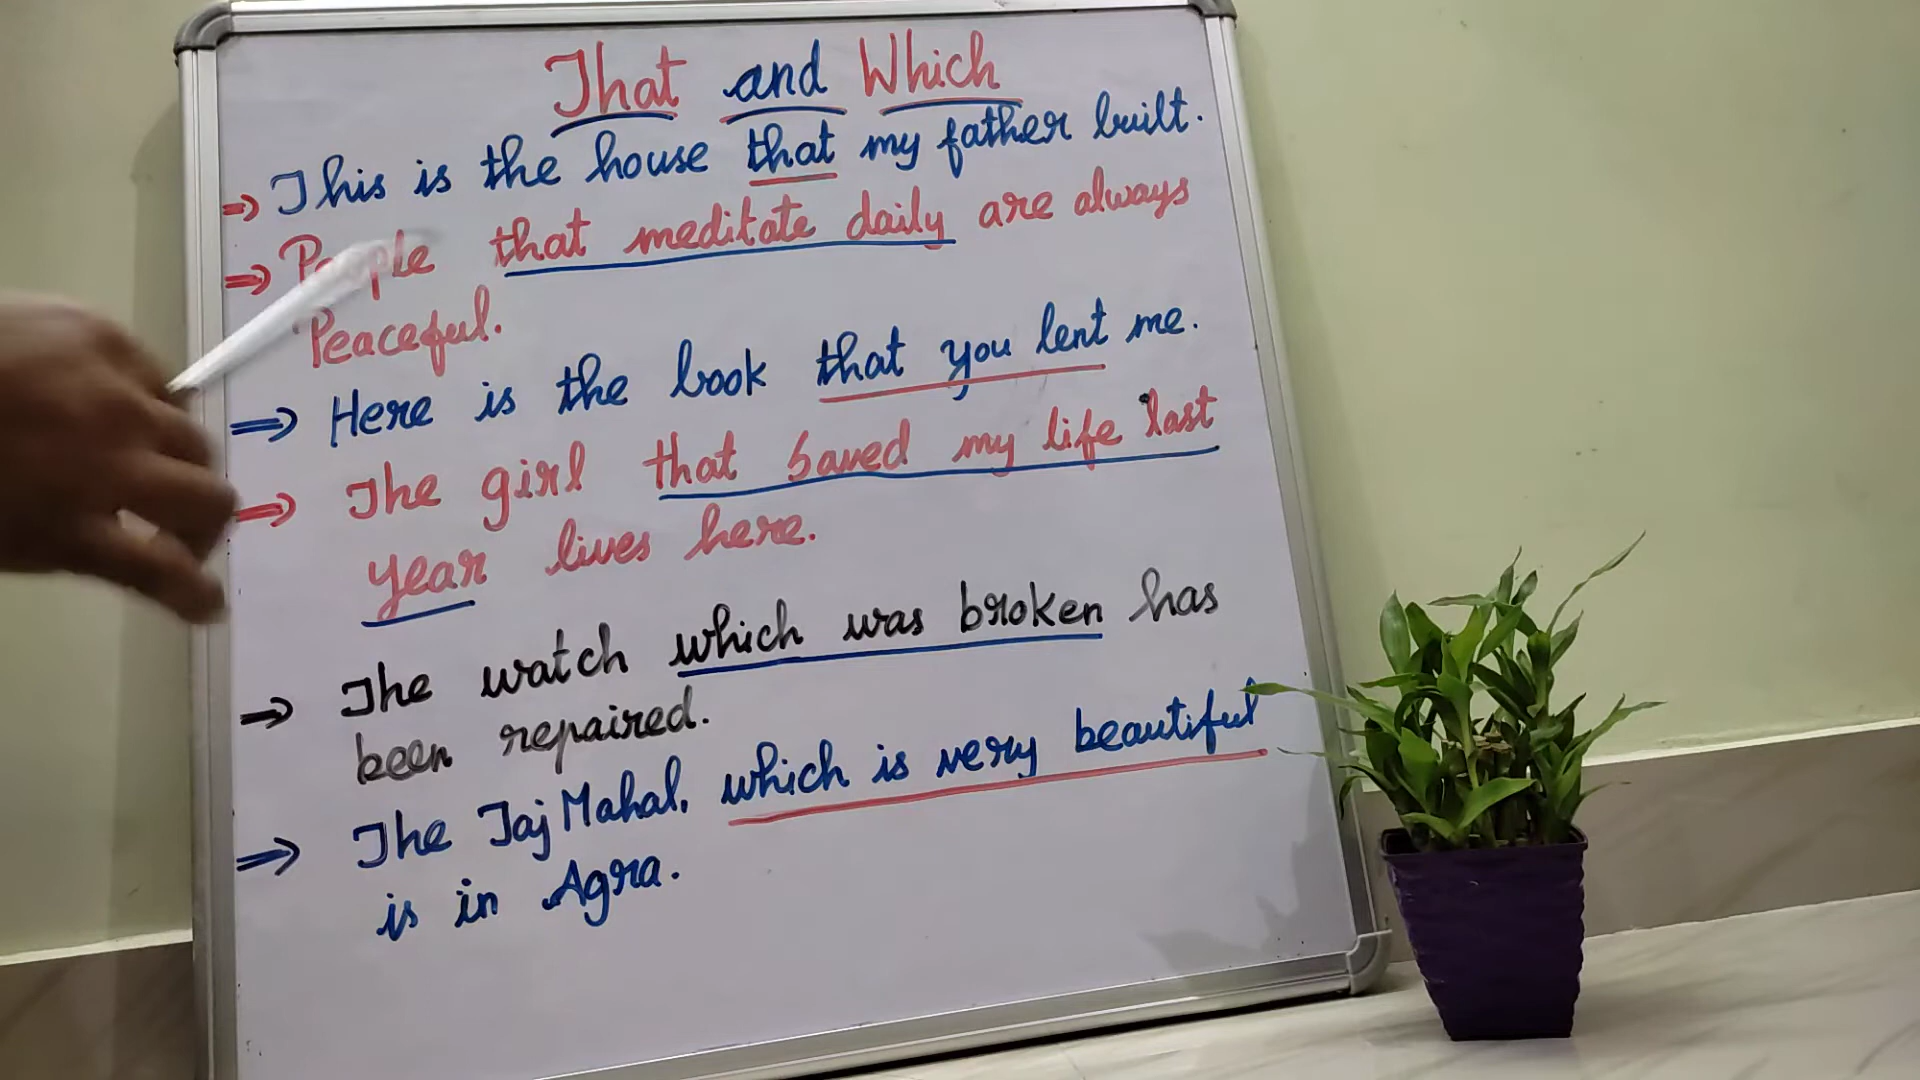 That and Which
⇒ This is the house that my father built.
⇒ People that meditate daily are always
Peaceful.
⇒ Here is the book that you lent me.
⇒ The girl that saved my life last
year lives here.
⇒ The watch which was broken has
been repaired.
⇒ The Taj Mahal, which is very beautiful
is in Agra.